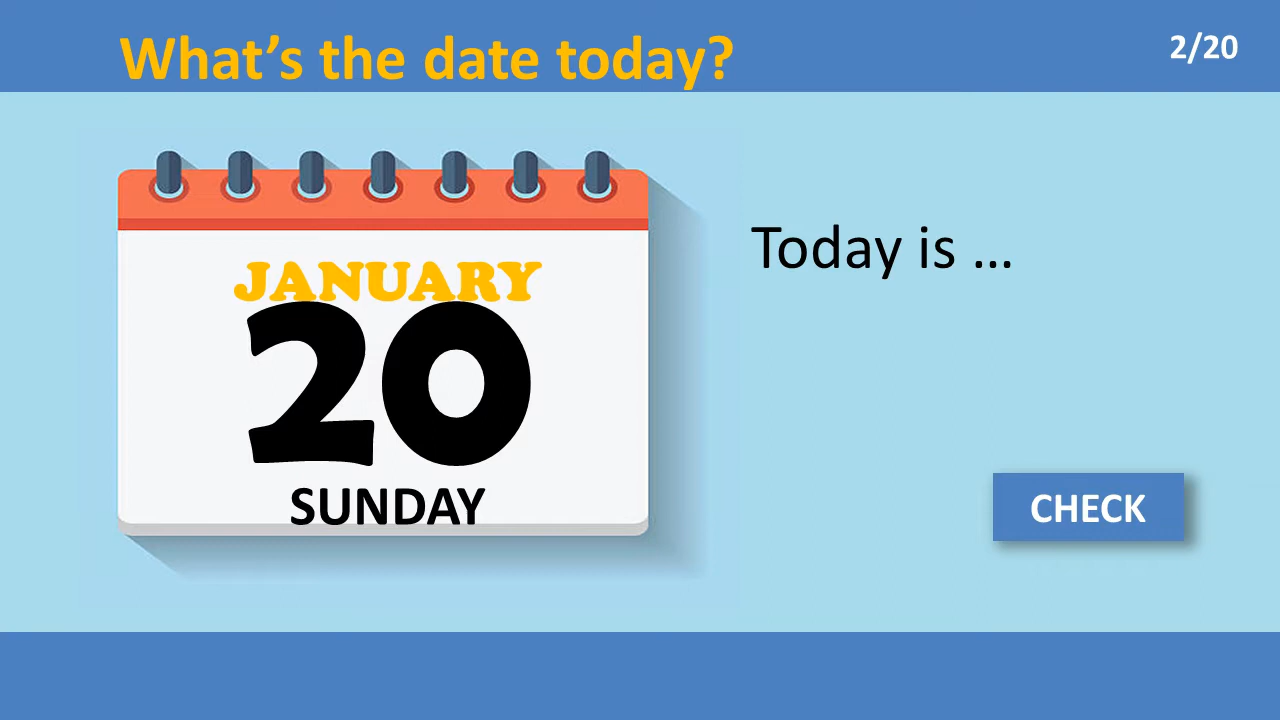 What’s the date today?
2/20
JANUARY
20
SUNDAY
Today is …
CHECK